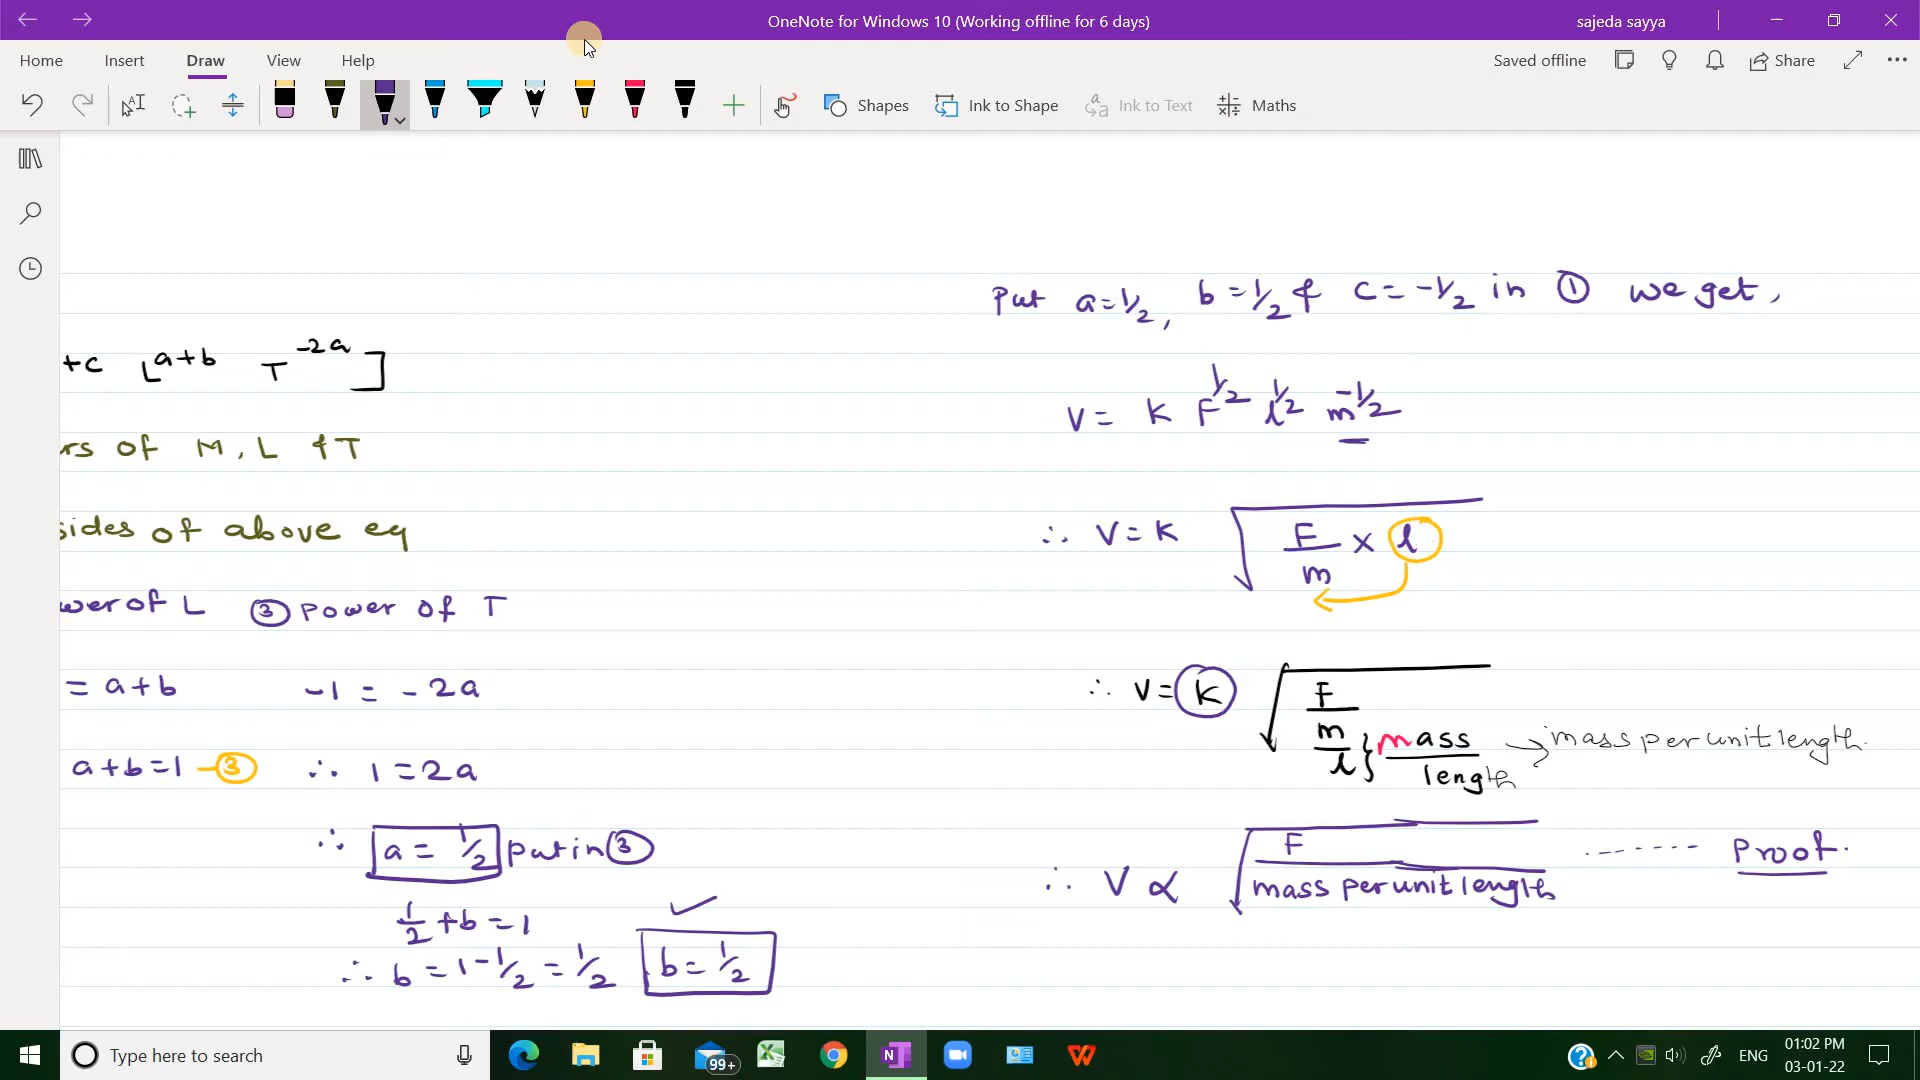 OneNote for Windows 10 (Working offline for 6 days)
sajeda sayya
Home Insert Draw View Help
Saved offline
Share
Shapes
Ink to Shape
Ink to Text
Maths
+c L^{a+b} T^{-2a}]
rs of M, L & T
sides of above eq
wer of L ③ power of T
= a+b -1 = -2a
a+b=1 -③ ∴ 1=2a
∴ a= 1/2 put in ③
1/2 +b=1
∴ b=1-1/2=1/2 b=1/2
Put a=1/2, b=1/2 & c=-1/2 in ① we get,
V= K F^{1/2} l^{1/2} m^{-1/2}
∴ V=K √(F/m × l)
∴ V= K √(F/(m/l)) } mass/length → mass per unit length.
∴ V ∝ √(F/mass per unit length) ------- Proof.
Type here to search
99+
ENG
01:02 PM
03-01-22